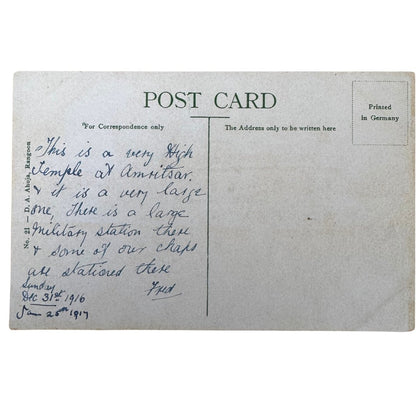 POST CARD
For Correspondence only
The Address only to be written here
Printed
in Germany
No. 21 — D. A. Ahuja, Rangoon
This is a very High
Temple at Amritsar.
& it is a very large
one, There is a large
Military station there
& some of our chaps
are stationed there
Fred
Sunday
Dec 31st 1916
Jan 25th 1917